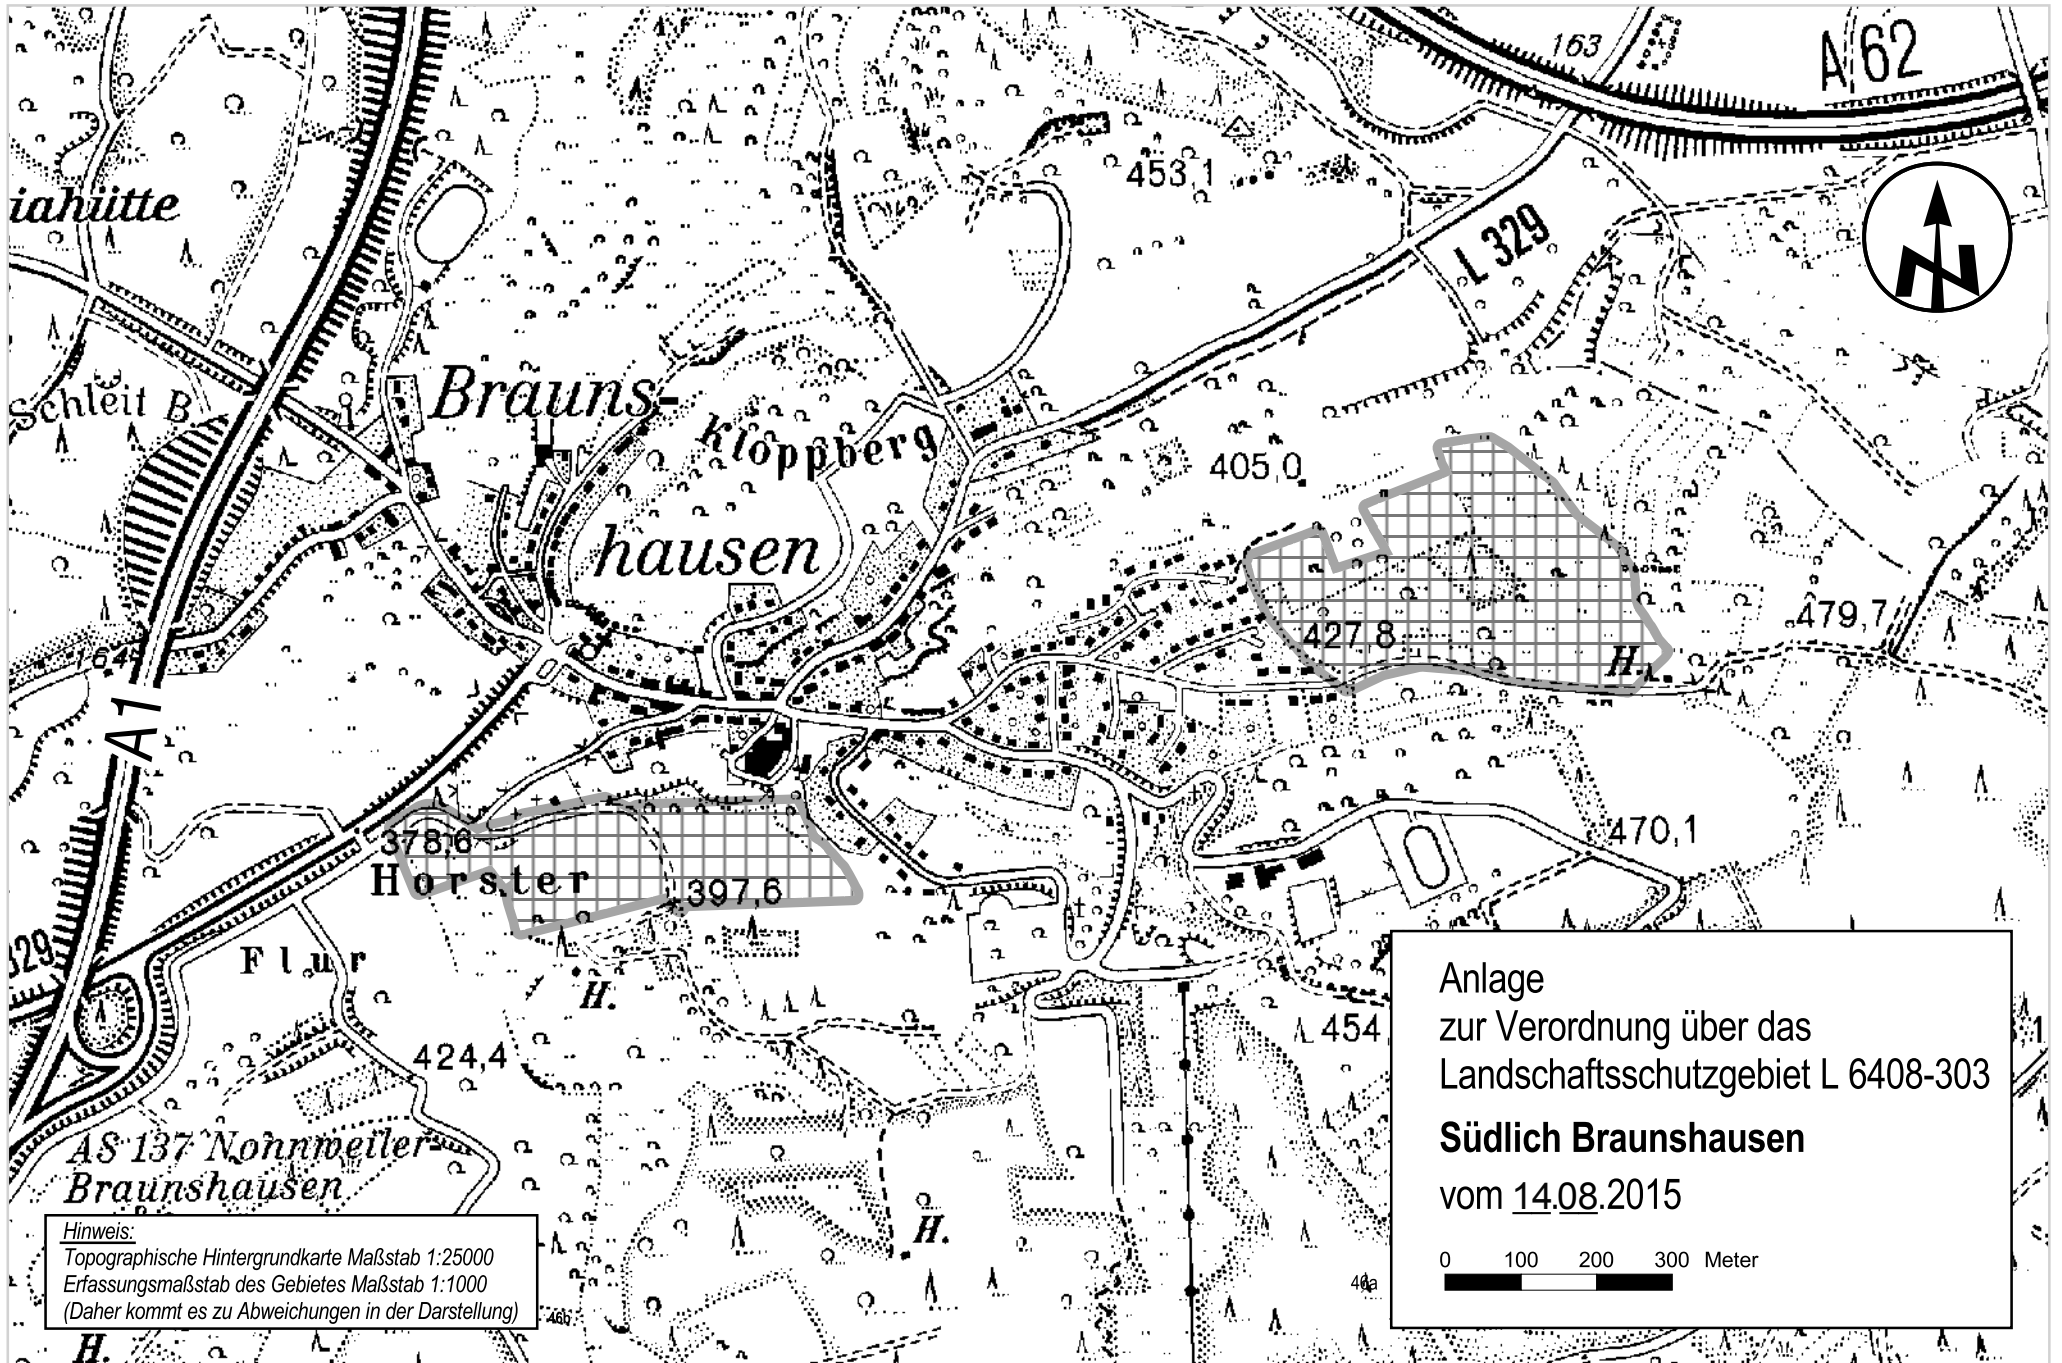 163
A 62
453,1
iahütte
L 329
Schleit B
Brauns-
Kloppberg
405,0
hausen
479,7
427,8
H.
164
A 1
378,6
470,1
Horster
397,6
329
Flur
H.
454
424,4
AS 137 Nonnweiler-
Braunshausen
H.
H.
46a
46b
Anlage
zur Verordnung über das
Landschaftsschutzgebiet L 6408-303
Südlich Braunshausen
vom 14.08.2015
0 100 200 300 Meter
Hinweis:
Topographische Hintergrundkarte Maßstab 1:25000
Erfassungsmaßstab des Gebietes Maßstab 1:1000
(Daher kommt es zu Abweichungen in der Darstellung)